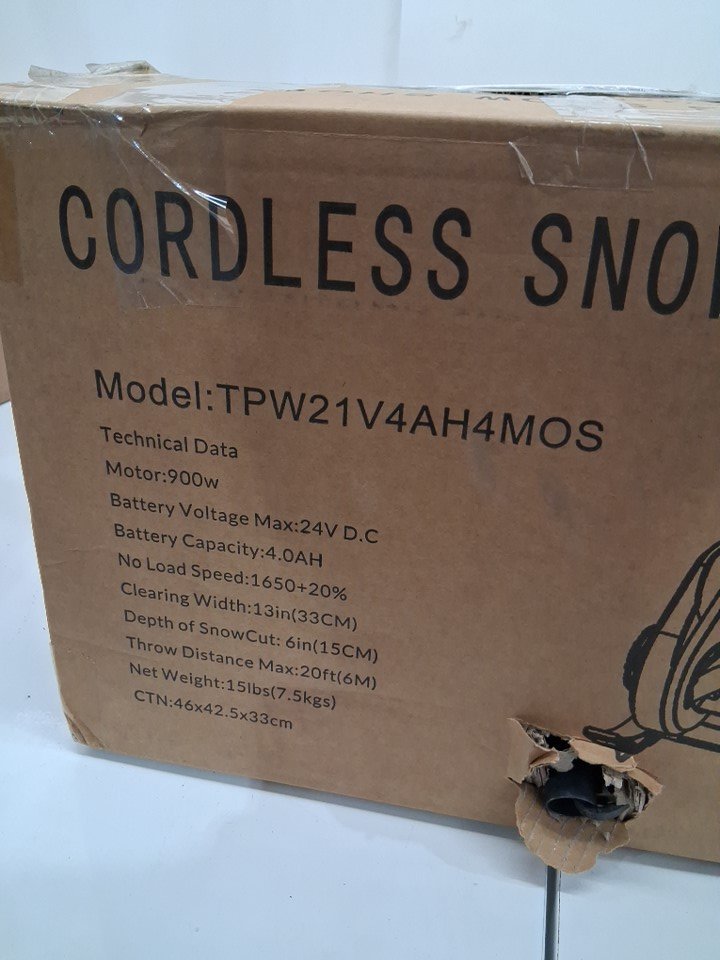 CORDLESS SNO
Model:TPW21V4AH4MOS
Technical Data
Motor:900w
Battery Voltage Max:24V D.C
Battery Capacity:4.0AH
No Load Speed:1650+20%
Clearing Width:13in(33CM)
Depth of SnowCut: 6in(15CM)
Throw Distance Max:20ft(6M)
Net Weight:15lbs(7.5kgs)
CTN:46x42.5x33cm